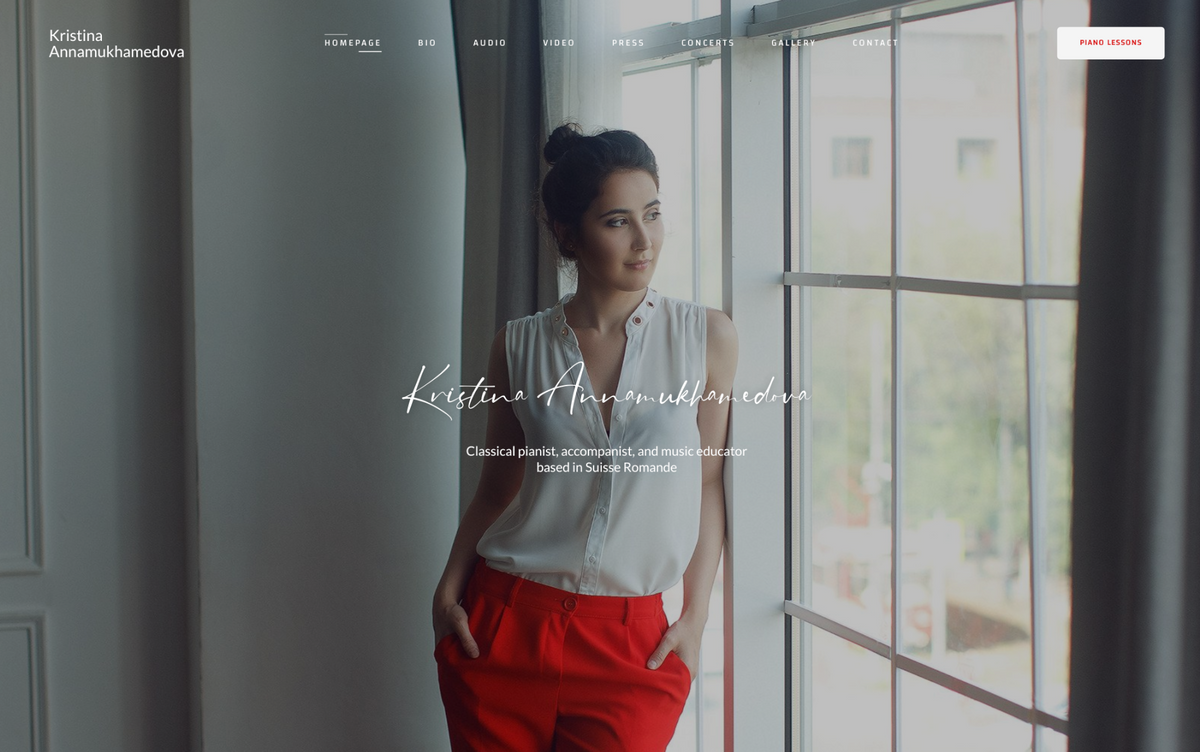 Kristina
Annamukhamedova
HOMEPAGE BIO AUDIO VIDEO PRESS CONCERTS GALLERY CONTACT
PIANO LESSONS
Kristina Annamukhamedova
Classical pianist, accompanist, and music educator
based in Suisse Romande